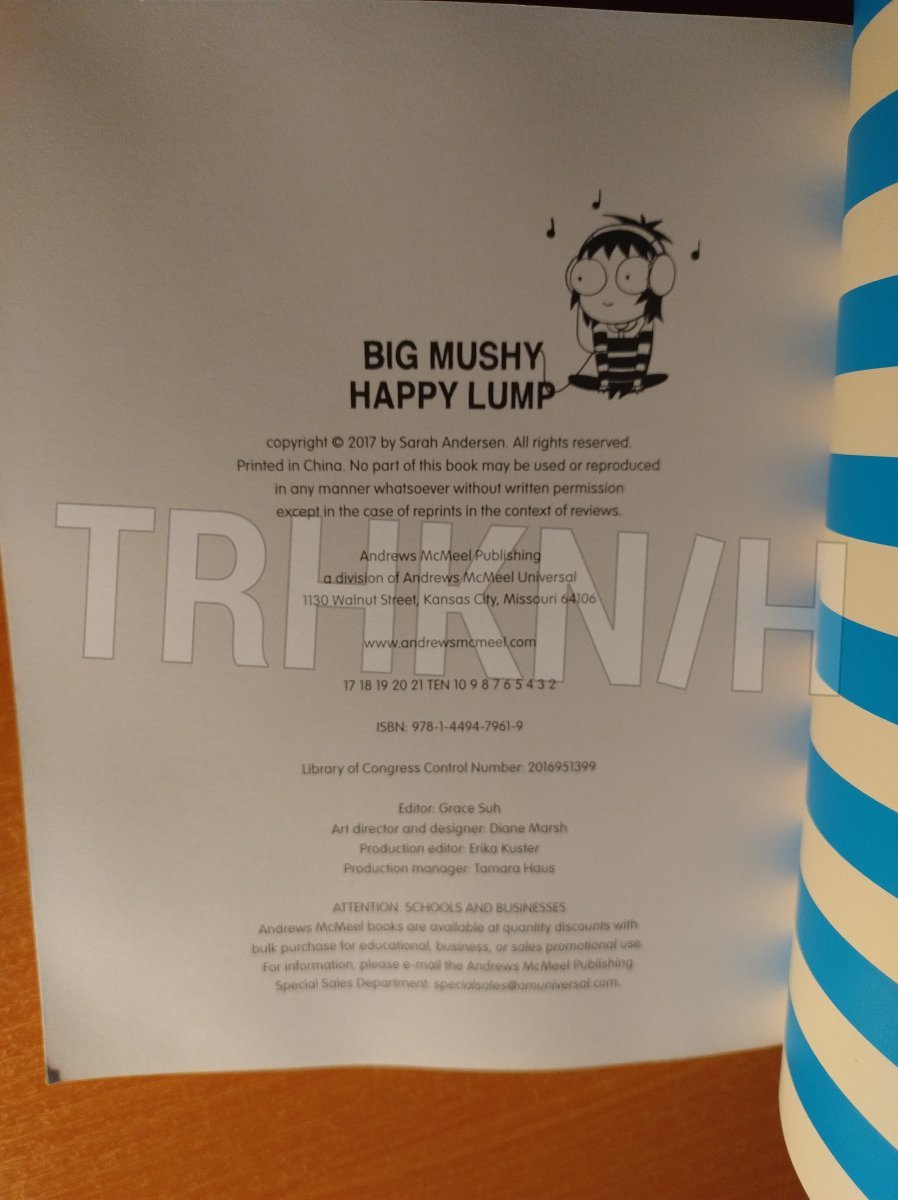 BIG MUSHY
HAPPY LUMP
copyright © 2017 by Sarah Andersen. All rights reserved.
Printed in China. No part of this book may be used or reproduced
in any manner whatsoever without written permission
except in the case of reprints in the context of reviews.
Andrews McMeel Publishing
a division of Andrews McMeel Universal
1130 Walnut Street, Kansas City, Missouri 64106
www.andrewsmcmeel.com
TRHKN/H
17 18 19 20 21 TEN 10 9 8 7 6 5 4 3 2
ISBN: 978-1-4494-7961-9
Library of Congress Control Number: 2016951399
Editor: Grace Suh
Art director and designer: Diane Marsh
Production editor: Erika Kuster
Production manager: Tamara Haus
ATTENTION: SCHOOLS AND BUSINESSES
Andrews McMeel books are available at quantity discounts with
bulk purchase for educational, business, or sales promotional use.
For information, please e-mail the Andrews McMeel Publishing
Special Sales Department: specialsales@amuniversal.com.